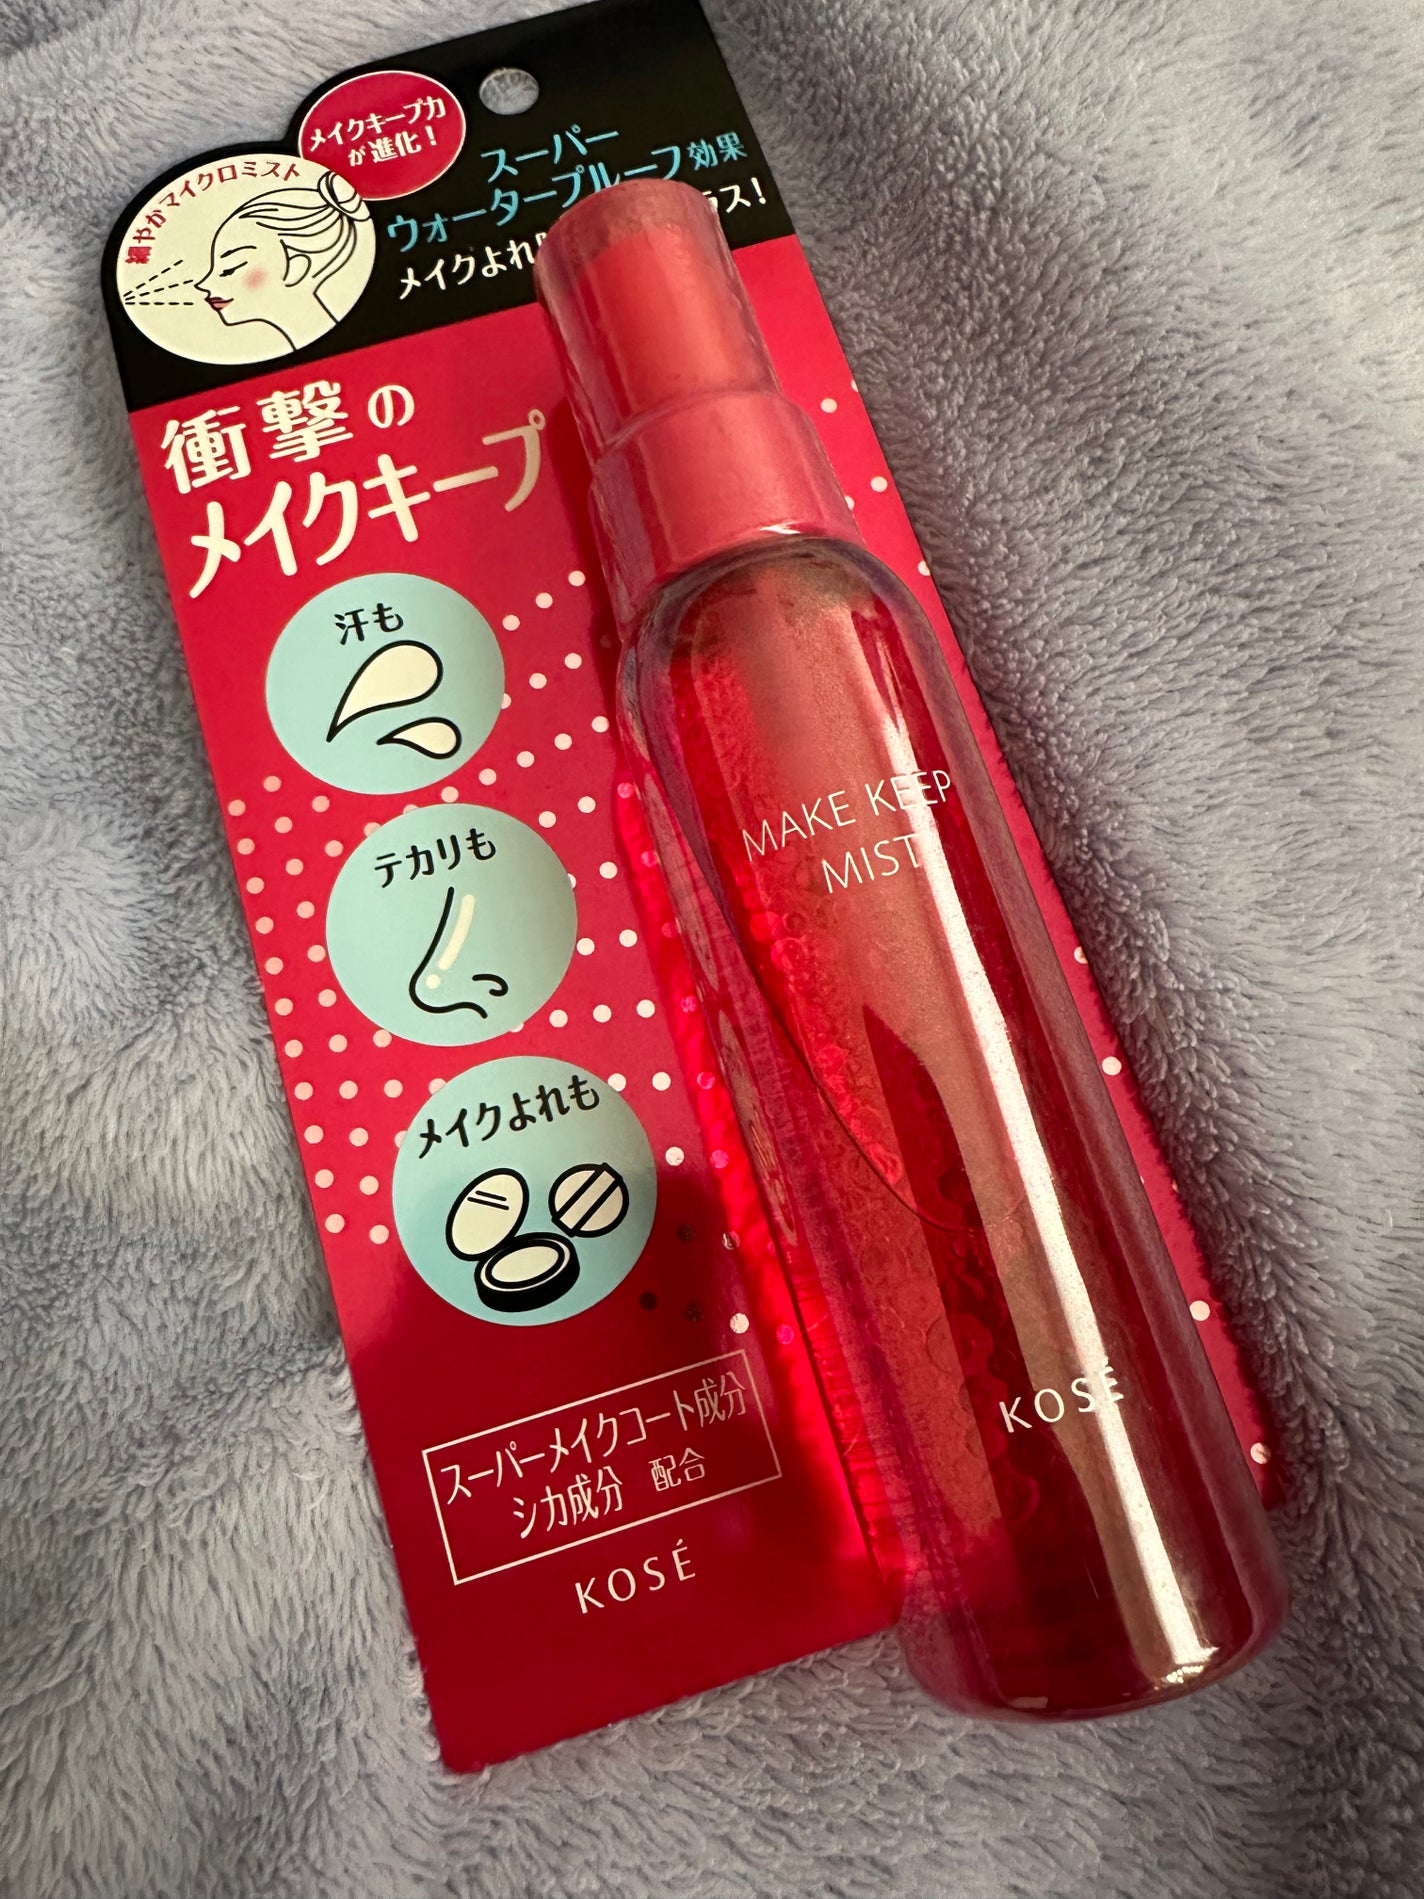 メイクキープ力
が進化!
細やかマイクロミスト
スーパー
ウォータープルーフ効果
メイクよれ
ラス!
衝撃の
メイクキープ
汗も
テカリも
メイクよれも
スーパーメイクコート成分
シカ成分 配合
KOSÉ
MAKE KEEP
MIST
KOSÉ